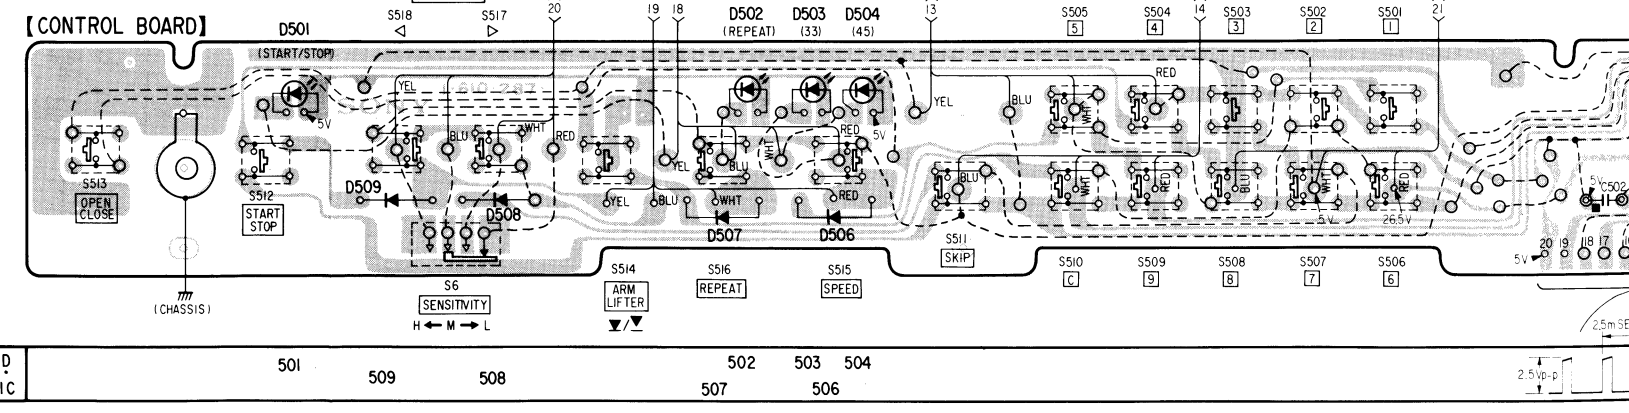 【CONTROL BOARD】
D501
(START/STOP)
S518
◁
S517
▷
20
19
18
D502
(REPEAT)
D503
(33)
D504
(45)
13
S505
5
S504
4
14
S503
3
S502
2
S501
1
21
YEL
5V
BLU
WHT
RED
RED
5V
WHT
YEL
BLU
YEL
BLU
WHT
RED
WHT
RED
BLU
WHT
5V
RED
26.5V
YEL
BLU
WHT
RED
BLU
S513
OPEN
CLOSE
S512
START
STOP
D509
D508
D507
D506
S511
SKIP
5V
C502
(CHASSIS)
S6
SENSITIVITY
H ← M → L
S514
ARM
LIFTER
▼/▼
S516
REPEAT
S515
SPEED
S510
C
S509
9
S508
8
S507
7
S506
6
20 19 18 17
5V
2.5mSE
2.5Vp-p
D
·
IC
501
509
508
502
503
504
507
506